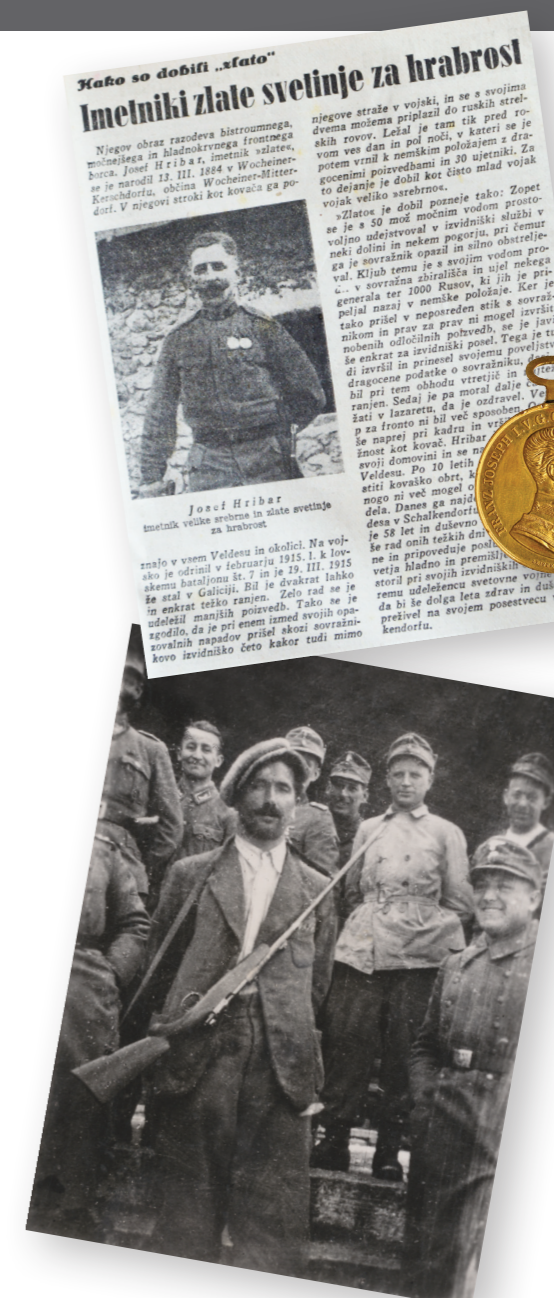 Kako so dobili „zlato“
Imetniki zlate svetinje za hrabrost
Njegov obraz razodeva bistroumnega,
močnejšega in hladnokrvnega frontnega
borca. Josef Hribar, imetnik »zlate«,
se je narodil 13. III. 1884 v Wocheiner-
Kerschdorfu, občina Wocheiner-Mitter-
dorf. V njegovi stroki kot kovača ga po-
Josef Hribar
imetnik velike srebrne in zlate svetinje
za hrabrost
znajo v vsem Veldesu in okolici. Na voj-
sko je odrinil v februarju 1915. I. k lov-
skemu bataljonu št. 7 in je 19. III. 1915
že stal v Galiciji. Bil je dvakrat lahko
in enkrat težko ranjen. Zelo rad se je
udeležil manjših poizvedb. Tako se je
zgodilo, da je pri enem izmed svojih opa-
zovalnih napadov prišel skozi sovražni-
kovo izvidniško četo kakor tudi mimo
njegove straže v vojski, in se s svojima
dvema možema priplazil do ruskih strel-
skih rovov. Ležal je tam tik pred ro-
vom ves dan in pol noči, v kateri se je
potem vrnil k nemškim položajem z dra-
gocenimi poizvedbami in 30 ujetniki. Za
to dejanje je dobil kot čisto mlad vojak
vojak veliko »srebrno«.
»Zlato« je dobil pozneje tako: Zopet
se je s 50 mož močnim vodom prosto-
voljno udejstvoval v izvidniški službi v
neki dolini in nekem pogorju, pri čemur
ga je sovražnik opazil in silno obstrelje-
val. Kljub temu je s svojim vodom pro-
v sovražna zbirališča in ujel nekega
generala ter 1000 Rusov, ki jih je pri-
peljal nazaj v nemške položaje. Ker je
tako prišel v neposreden stik s sovraž-
nikom in prav za prav ni mogel izvršit
nobenih odločilnih poizvedb, se je javi
še enkrat za izvidniški posel. Tega je tu
di izvršil in prinesel svojemu poveljstv
dragocene podatke o sovražniku,
bil pri tem obhodu vtretjič in
ranjen. Sedaj je pa moral dalje
žati v lazaretu, da je ozdravel. Ve
p za fronto ni bil več sposoben.
še naprej pri kadru in vrš
žnost kot kovač. Hribar
svoji domovini in se na
Veldesu. Po 10 letih
stiti kovaško obrt, k
nogo ni več mogel o
dela. Danes ga najd
desa v Schalkendorf
je 58 let in duševno
še rad onih težkih dni
ne in pripoveduje posl
vetja hladno in premišlj
storil pri svojih izvidniških
remu udeležencu svetovne vojn
da bi še dolga leta zdrav in duš
preživel na svojem posestvecu v
kendorfu.
FRANZ JOSEPH I. V. G.